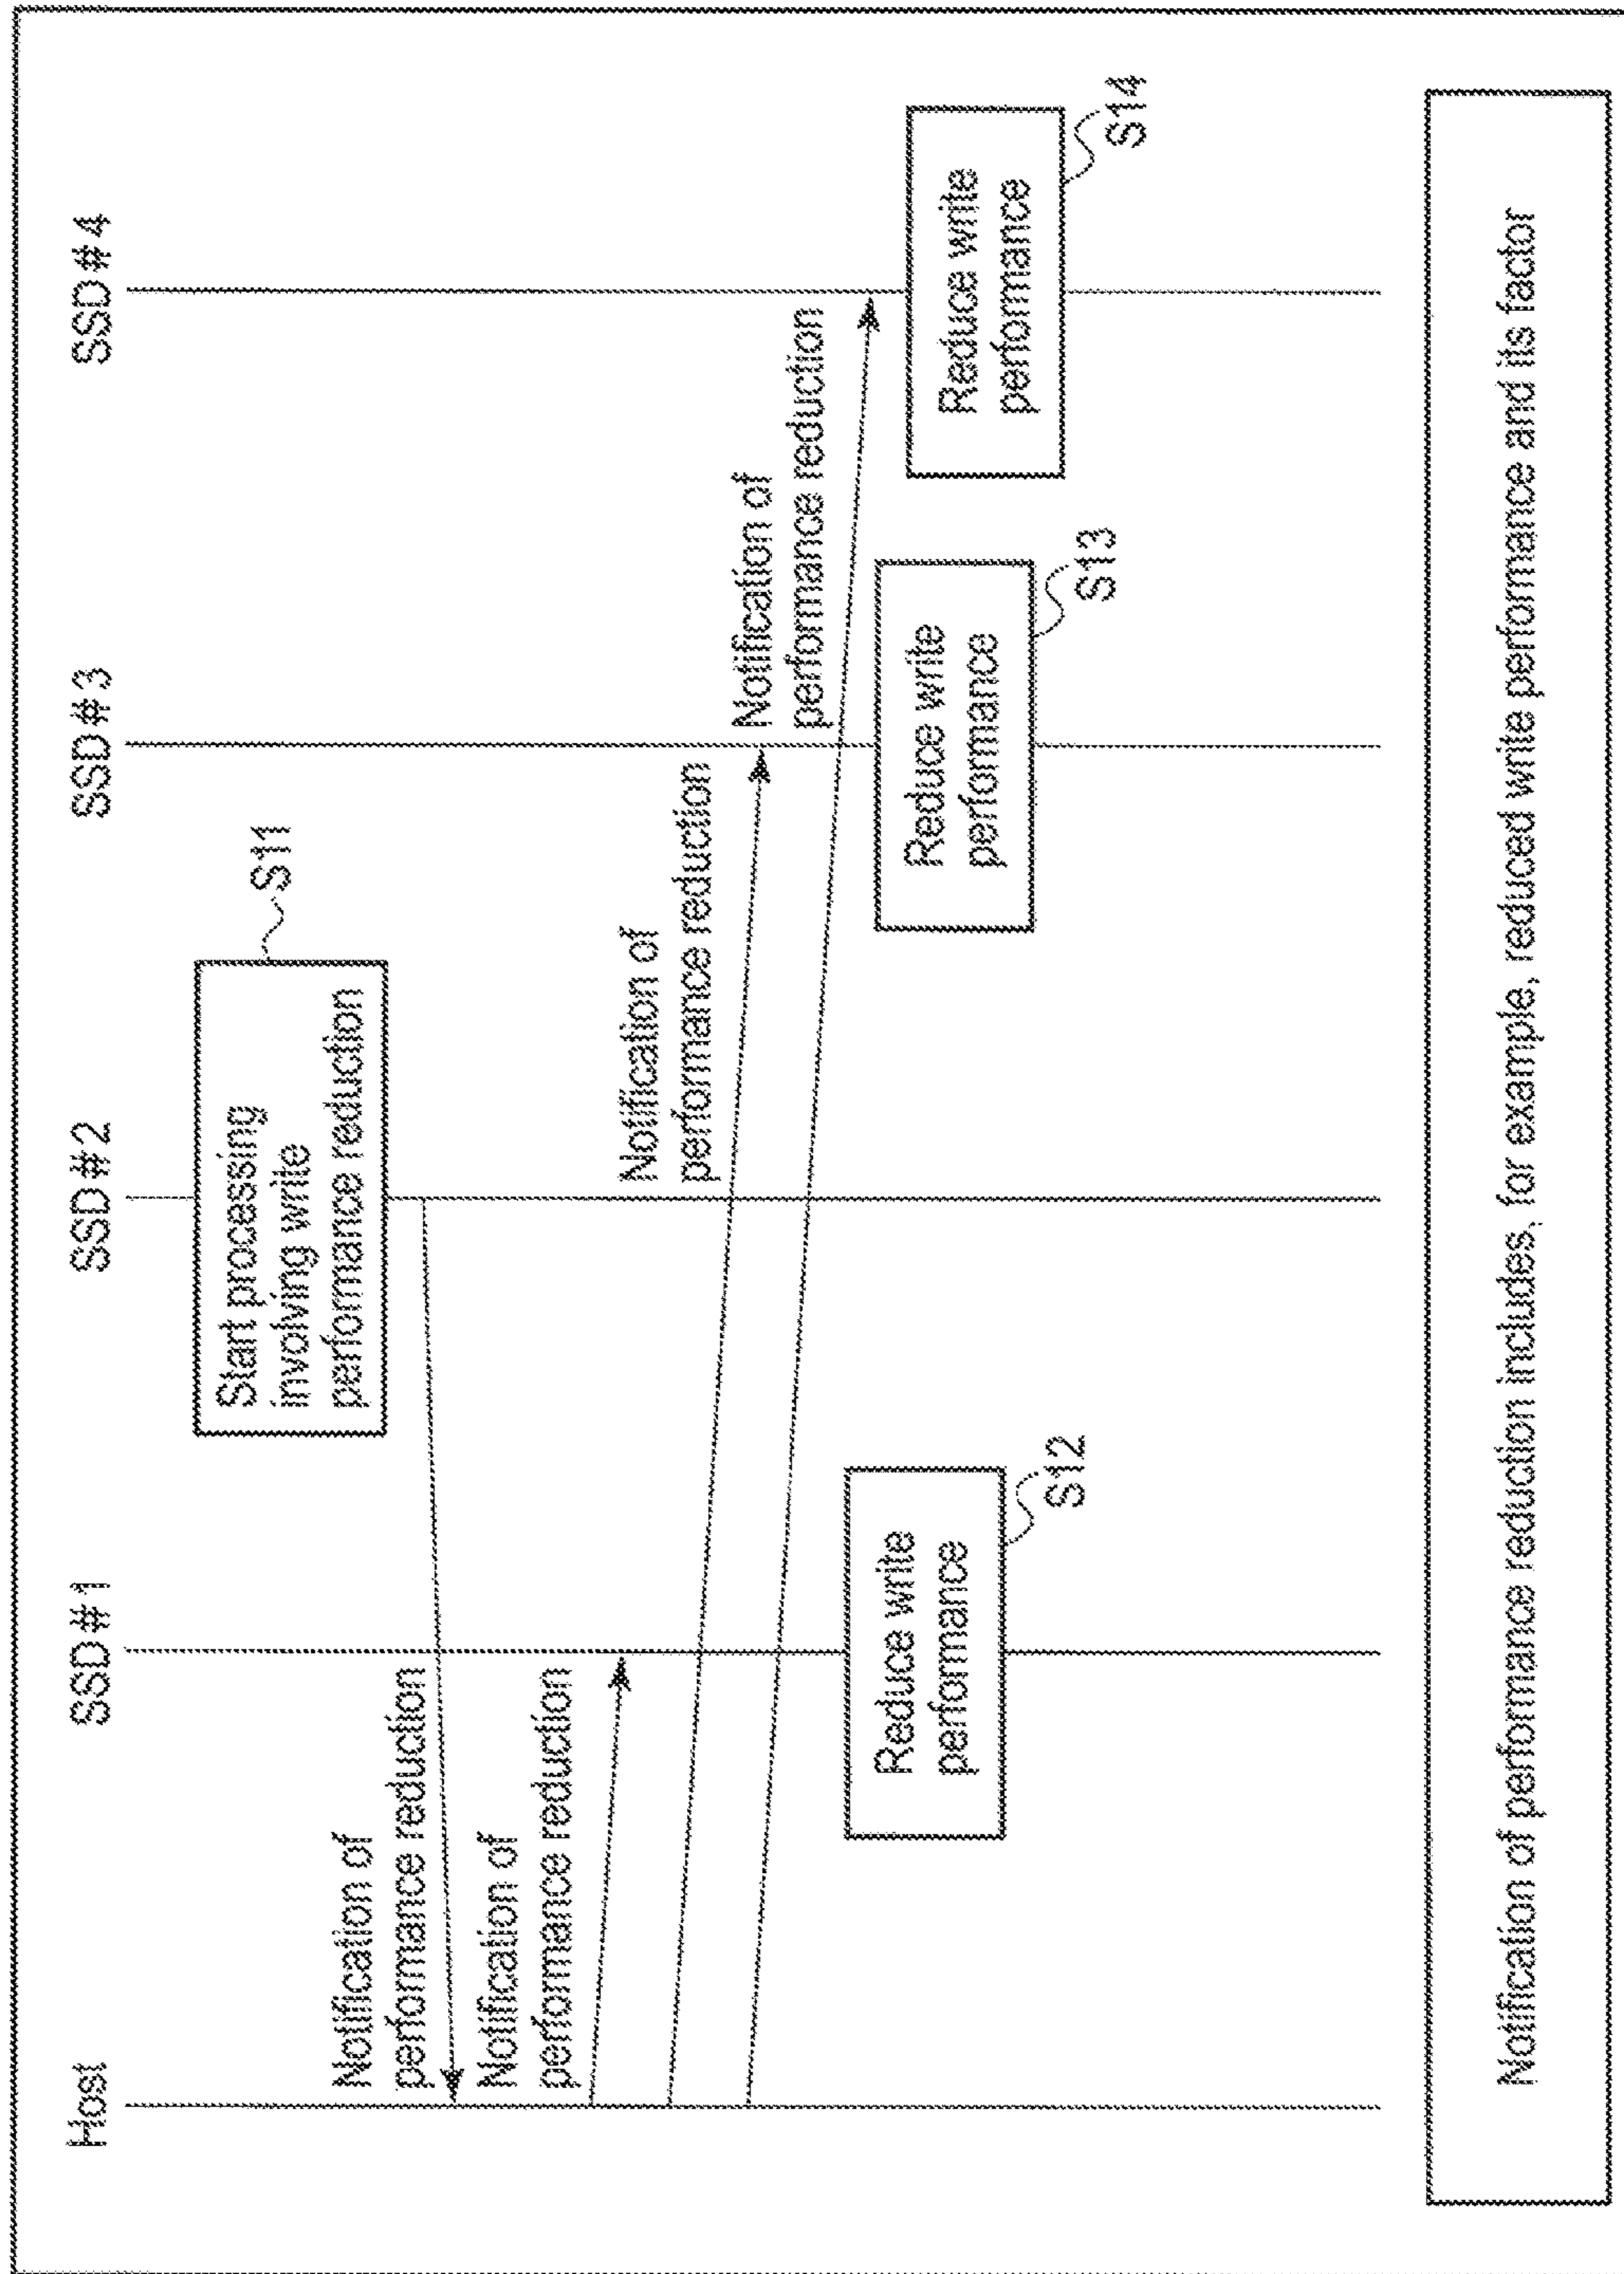 Host
SSD#1
SSD#2
SSD#3
SSD#4
Start processing
involving write
performance reduction
S11
Notification of
performance reduction
Notification of
performance reduction
Notification of
performance reduction
Notification of
performance reduction
Reduce write
performance
S12
Reduce write
performance
S13
Reduce write
performance
S14
Notification of performance reduction includes, for example, reduced write performance and its factor